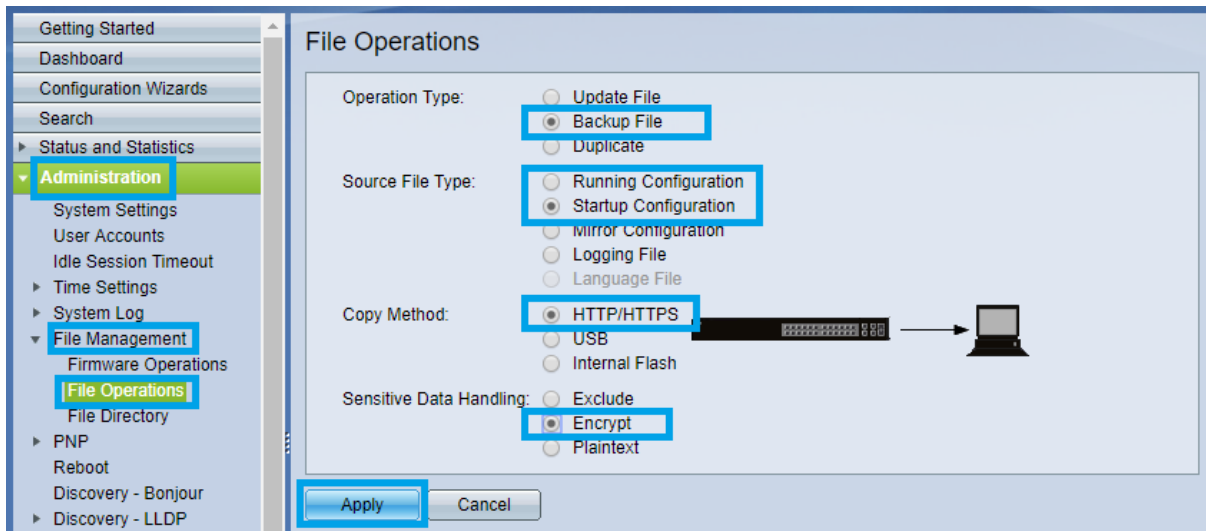 Getting Started
Dashboard
Configuration Wizards
Search
Status and Statistics
Administration
System Settings
User Accounts
Idle Session Timeout
Time Settings
System Log
File Management
Firmware Operations
File Operations
File Directory
PNP
Reboot
Discovery - Bonjour
Discovery - LLDP
File Operations
Operation Type:
Update File
Backup File
Duplicate
Source File Type:
Running Configuration
Startup Configuration
Mirror Configuration
Logging File
Language File
Copy Method:
HTTP/HTTPS
USB
Internal Flash
Sensitive Data Handling:
Exclude
Encrypt
Plaintext
Apply
Cancel